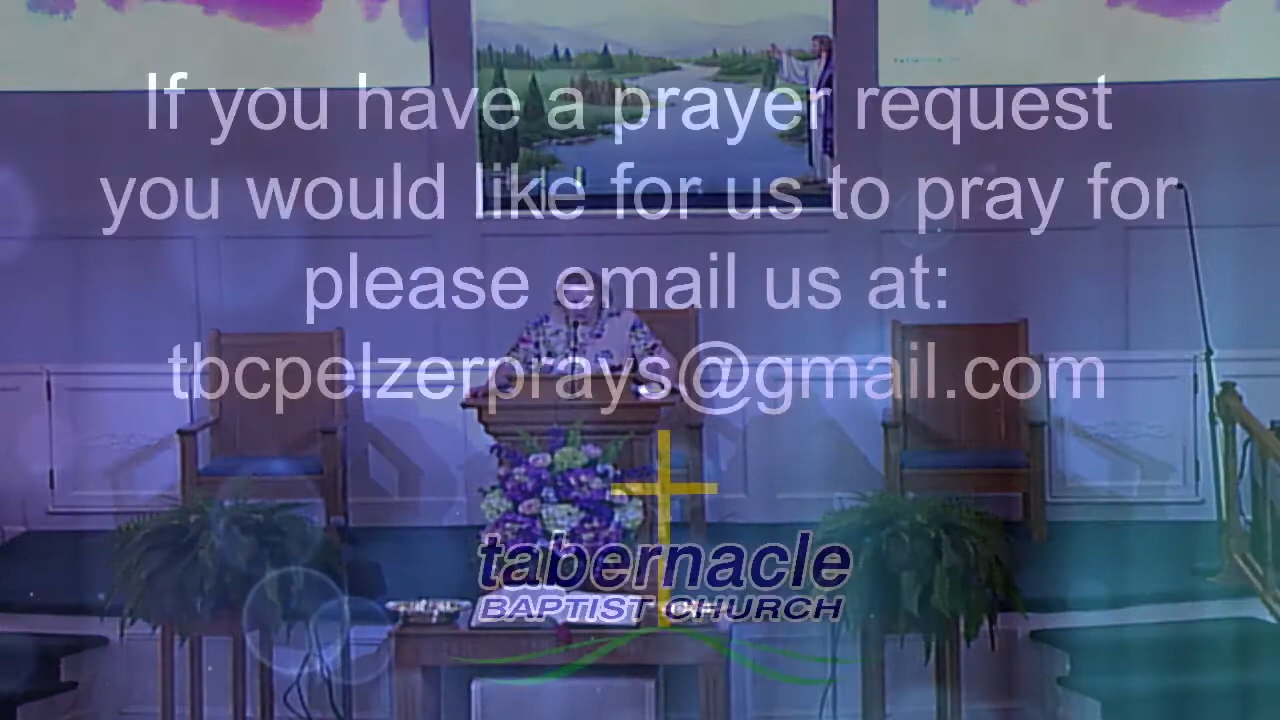 If you have a prayer request
you would like for us to pray for
please email us at:
tbcpelzerprays@gmail.com
tabernacle
BAPTIST CHURCH